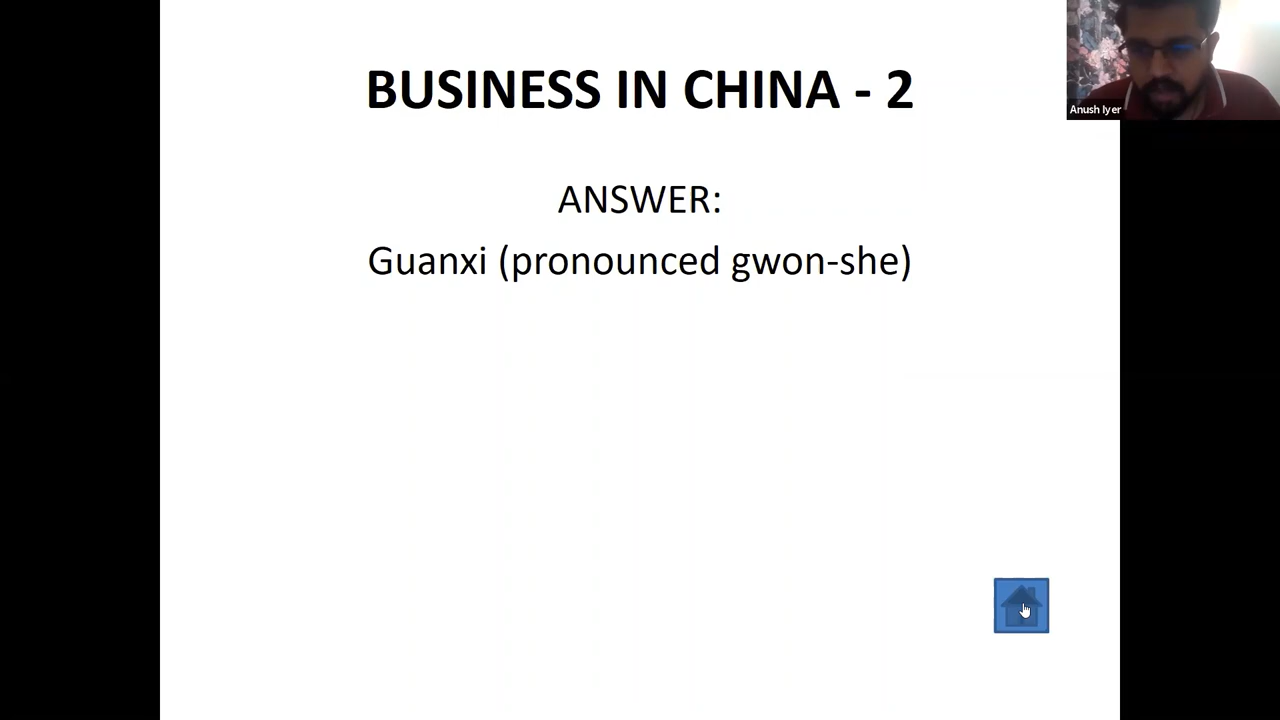 BUSINESS IN CHINA - 2
Anush Iyer
ANSWER:
Guanxi (pronounced gwon-she)